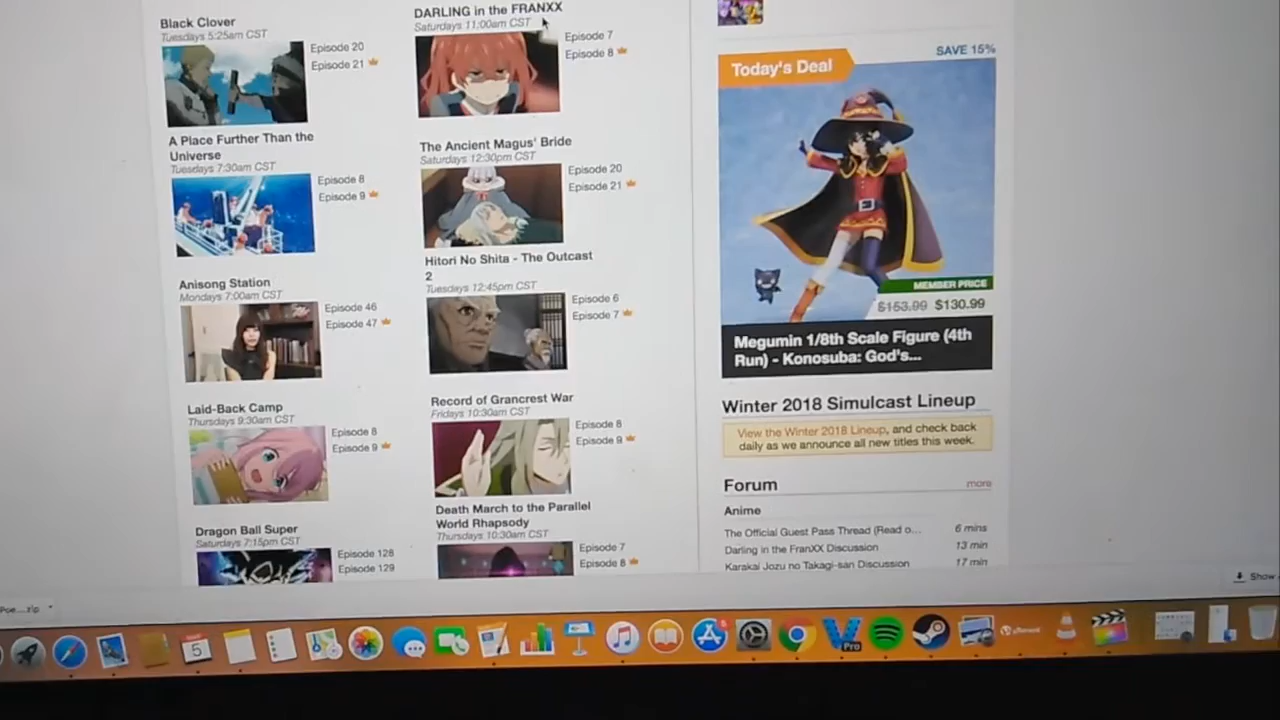 Black Clover
Tuesdays 5:25am CST
Episode 20
Episode 21
A Place Further Than the
Universe
Tuesdays 7:30am CST
Episode 8
Episode 9
Anisong Station
Mondays 7:00am CST
Episode 46
Episode 47
Laid-Back Camp
Thursdays 9:30am CST
Episode 8
Episode 9
Dragon Ball Super
Saturdays 7:15pm CST
Episode 128
Episode 129
DARLING in the FRANXX
Saturdays 11:00am CST
Episode 7
Episode 8
The Ancient Magus' Bride
Saturdays 12:30pm CST
Episode 20
Episode 21
Hitori No Shita - The Outcast
2
Tuesdays 12:45pm CST
Episode 6
Episode 7
Record of Grancrest War
Fridays 10:30am CST
Episode 8
Episode 9
Death March to the Parallel
World Rhapsody
Thursdays 10:30am CST
Episode 7
Episode 8
SAVE 15%
Today's Deal
MEMBER PRICE
$153.99 $130.99
Megumin 1/8th Scale Figure (4th
Run) - Konosuba: God's...
Winter 2018 Simulcast Lineup
View the Winter 2018 Lineup, and check back
daily as we announce all new titles this week.
Forum
more
Anime
The Official Guest Pass Thread (Read o...
6 mins
Darling in the FranXX Discussion
13 min
Karakai Jozu no Takagi-san Discussion
17 min
Show
Poe....zip
5
Pro